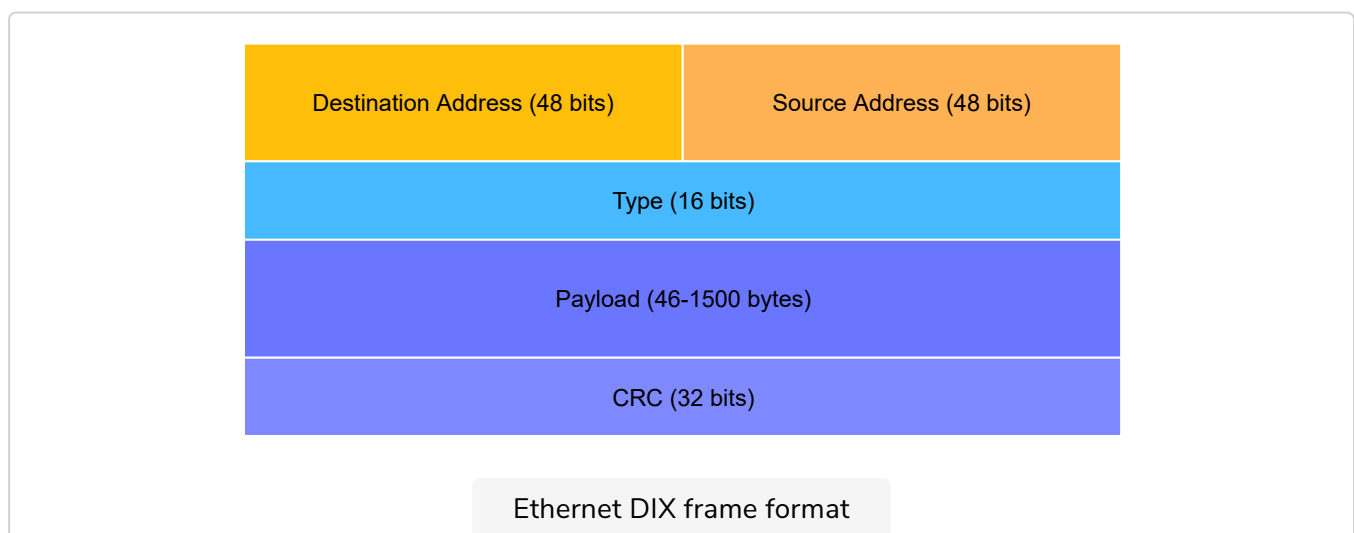 Destination Address (48 bits) Source Address (48 bits)
Type (16 bits)
Payload (46-1500 bytes)
CRC (32 bits)
Ethernet DIX frame format